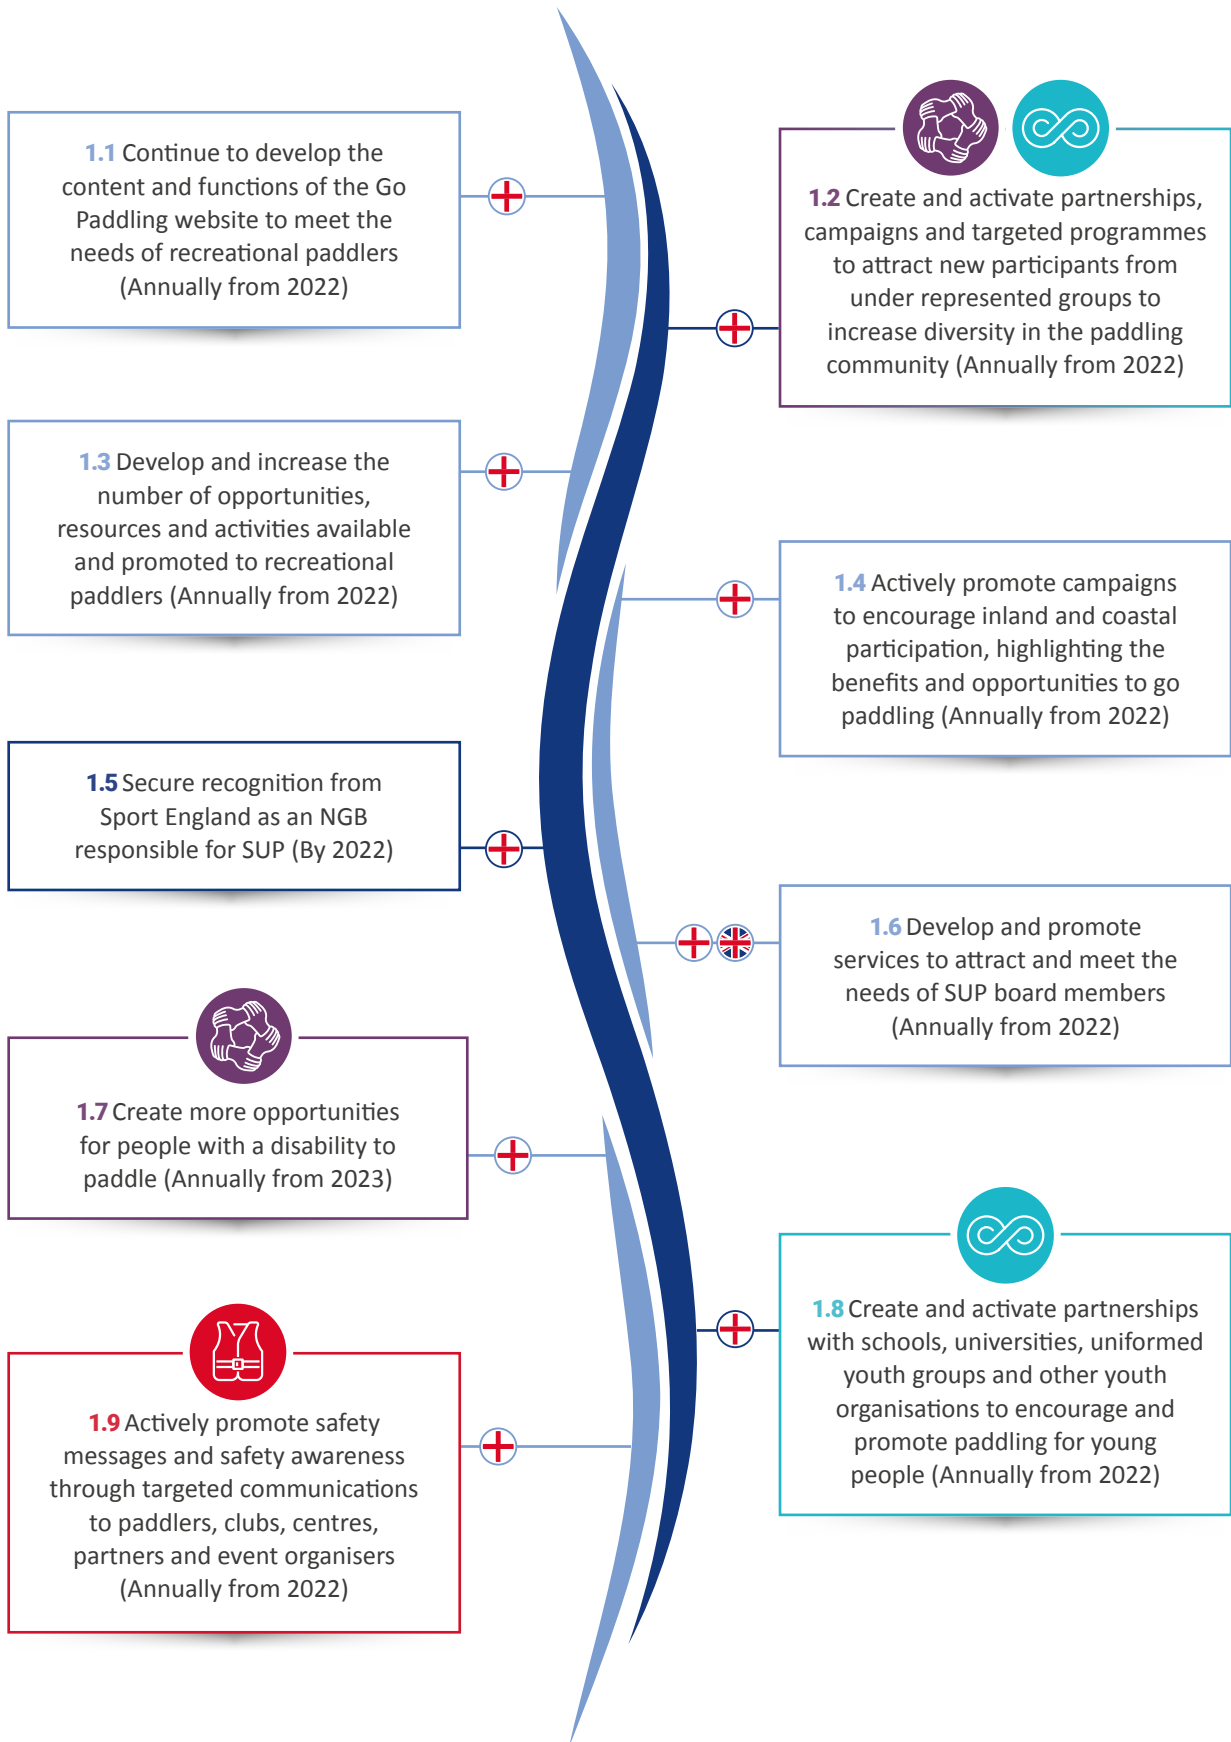 1.1 Continue to develop the
content and functions of the Go
Paddling website to meet the
needs of recreational paddlers
(Annually from 2022)
1.2 Create and activate partnerships,
campaigns and targeted programmes
to attract new participants from
under represented groups to
increase diversity in the paddling
community (Annually from 2022)
1.3 Develop and increase the
number of opportunities,
resources and activities available
and promoted to recreational
paddlers (Annually from 2022)
1.4 Actively promote campaigns
to encourage inland and coastal
participation, highlighting the
benefits and opportunities to go
paddling (Annually from 2022)
1.5 Secure recognition from
Sport England as an NGB
responsible for SUP (By 2022)
1.6 Develop and promote
services to attract and meet the
needs of SUP board members
(Annually from 2022)
1.7 Create more opportunities
for people with a disability to
paddle (Annually from 2023)
1.8 Create and activate partnerships
with schools, universities, uniformed
youth groups and other youth
organisations to encourage and
promote paddling for young
people (Annually from 2022)
1.9 Actively promote safety
messages and safety awareness
through targeted communications
to paddlers, clubs, centres,
partners and event organisers
(Annually from 2022)